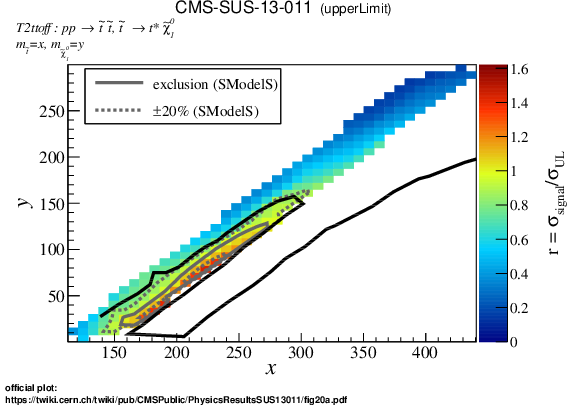 CMS-SUS-13-011 (upperLimit)
T2ttoff : pp → t̃ t̃, t̃ → t* χ̃₁⁰
m_t̃=x, m_χ̃₁⁰=y
exclusion (SModelS)
±20% (SModelS)
250
200
150
100
50
y
150 200 250 300 350 400
x
1.6
1.4
1.2
1
0.8
0.6
0.4
0.2
0
r = σ_signal/σ_UL
official plot:
https://twiki.cern.ch/twiki/pub/CMSPublic/PhysicsResultsSUS13011/fig20a.pdf